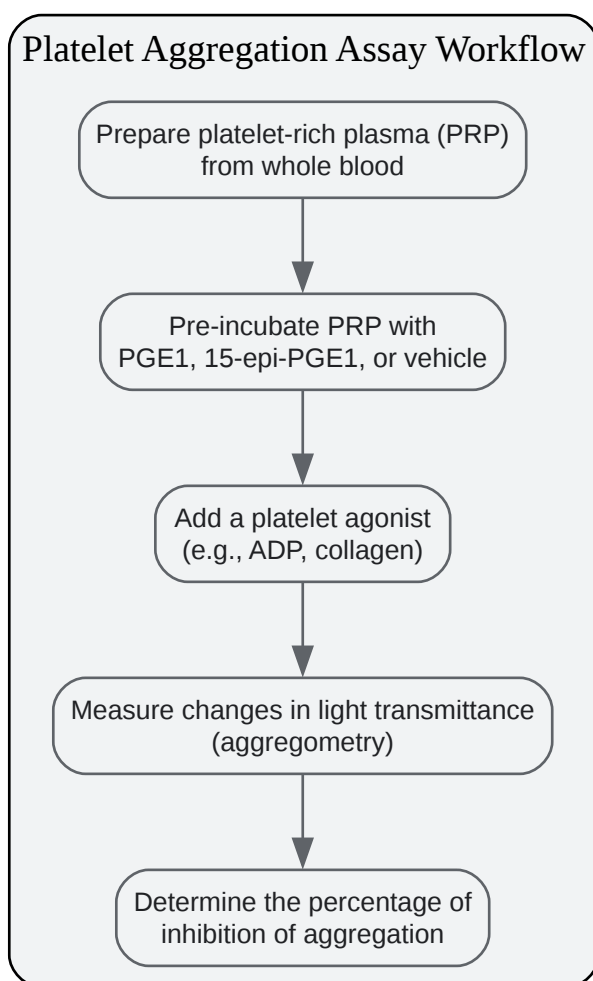 Platelet Aggregation Assay Workflow
Prepare platelet-rich plasma (PRP)
from whole blood
Pre-incubate PRP with
PGE1, 15-epi-PGE1, or vehicle
Add a platelet agonist
(e.g., ADP, collagen)
Measure changes in light transmittance
(aggregometry)
Determine the percentage of
inhibition of aggregation